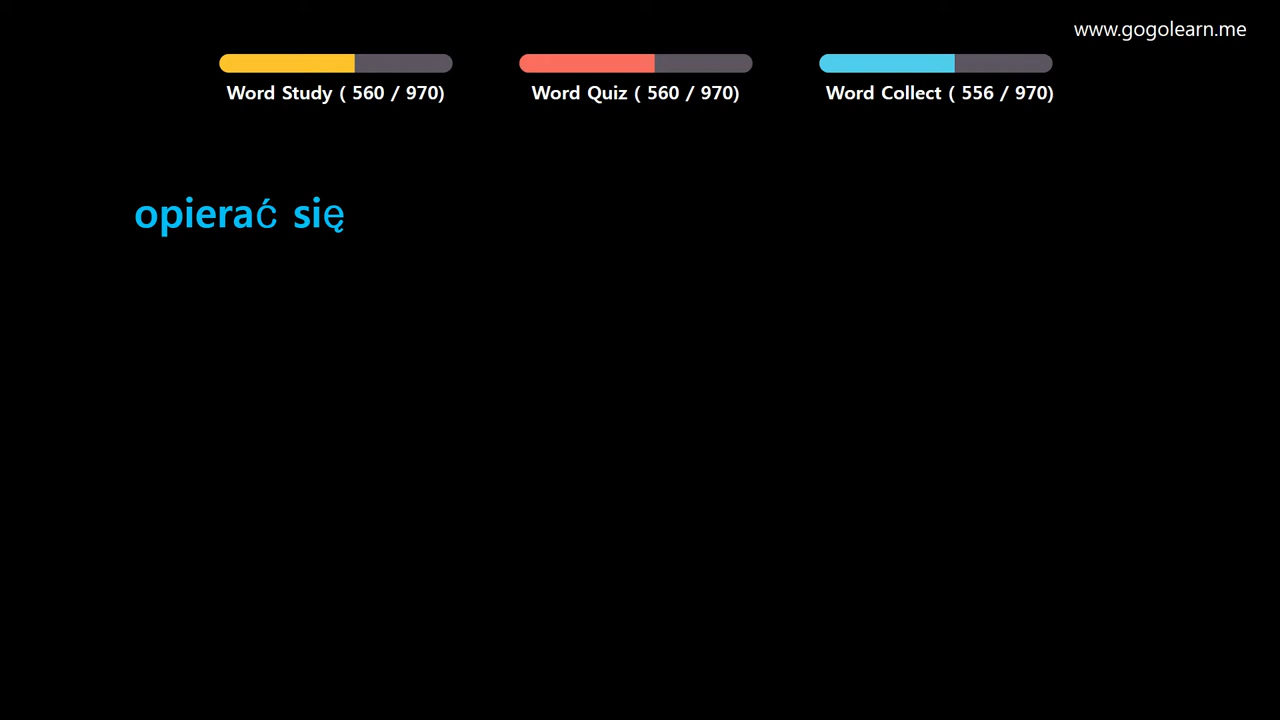 www.gogolearn.me
Word Study ( 560 / 970)
Word Quiz ( 560 / 970)
Word Collect ( 556 / 970)
opierać się